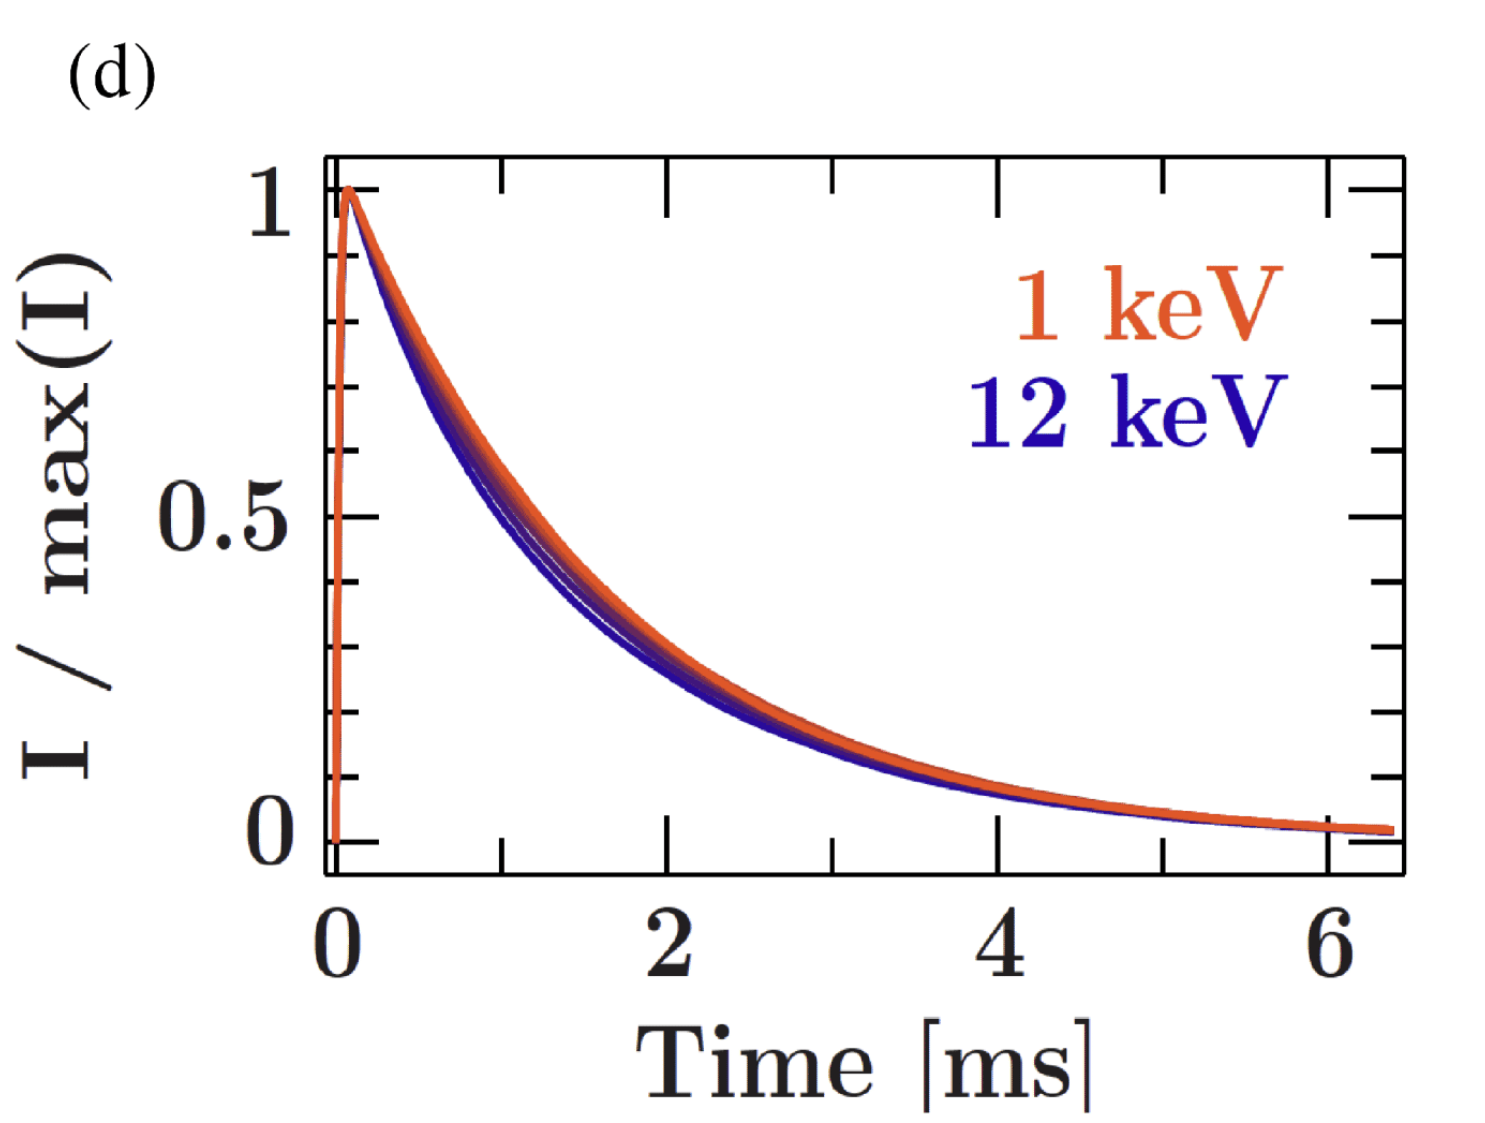 (d)
I / max(I)
1
0.5
0
1 keV
12 keV
0 2 4 6
Time [ms]